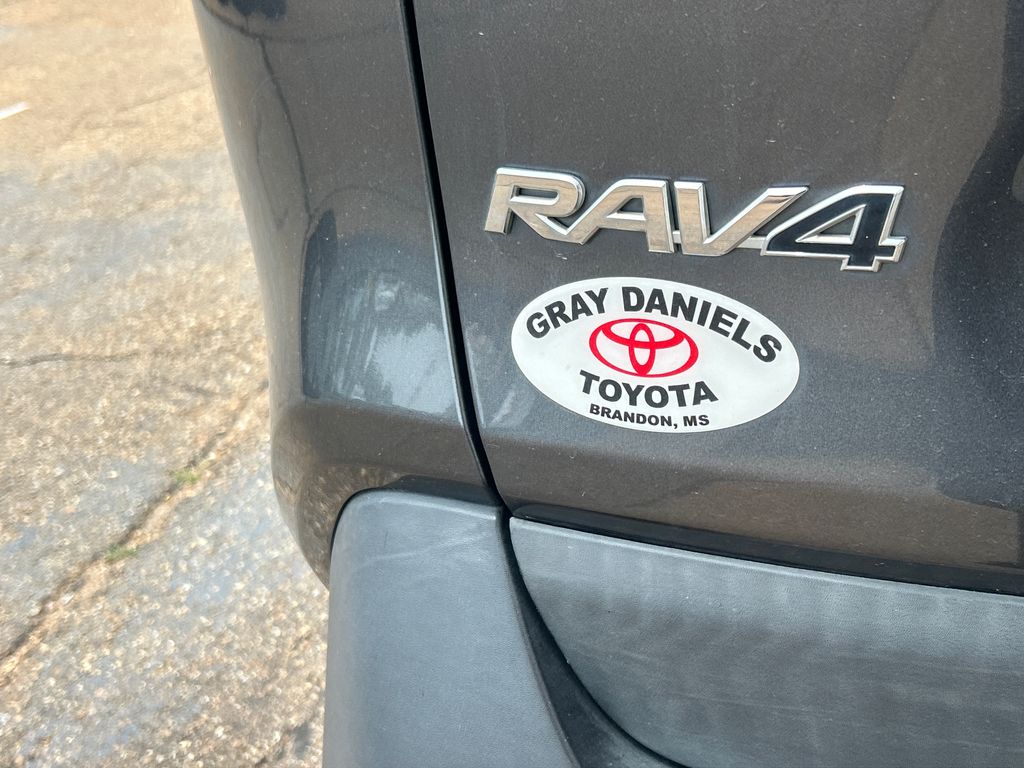 RAV4
GRAY DANIELS
TOYOTA
BRANDON, MS